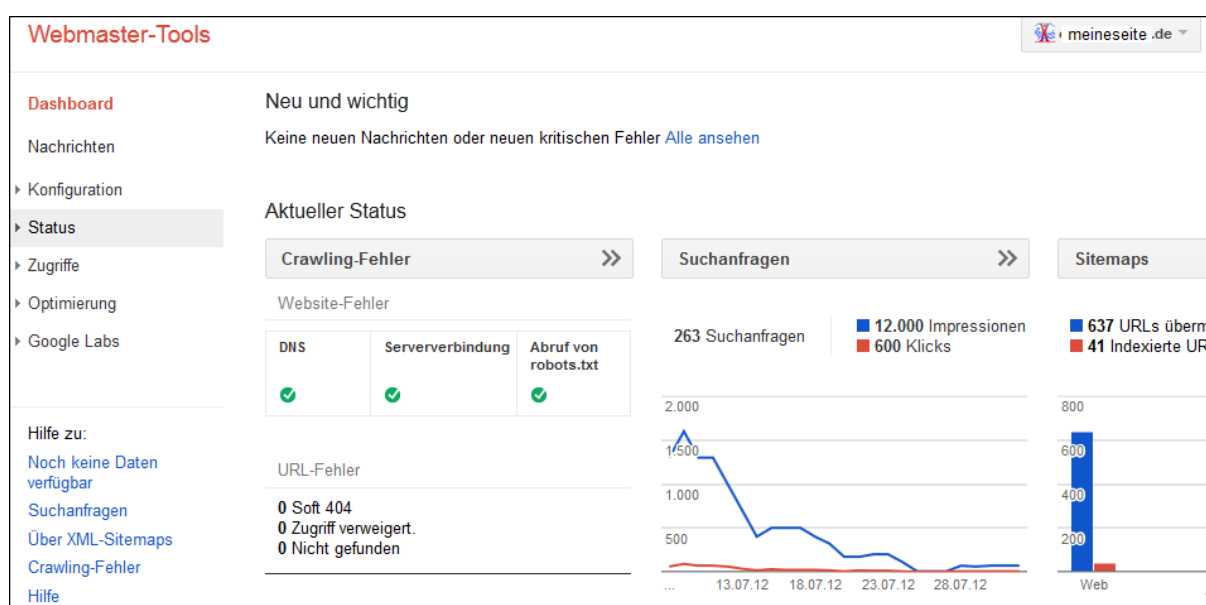 Webmaster-Tools
meineseite .de
Dashboard
Nachrichten
Konfiguration
Status
Zugriffe
Optimierung
Google Labs
Hilfe zu:
Noch keine Daten
verfügbar
Suchanfragen
Über XML-Sitemaps
Crawling-Fehler
Hilfe
Neu und wichtig
Keine neuen Nachrichten oder neuen kritischen Fehler Alle ansehen
Aktueller Status
Crawling-Fehler
Website-Fehler
DNS
Serververbindung
Abruf von
robots.txt
URL-Fehler
0 Soft 404
0 Zugriff verweigert.
0 Nicht gefunden
Suchanfragen
263 Suchanfragen
12.000 Impressionen
600 Klicks
2.000
1.500
1.000
500
... 13.07.12 18.07.12 23.07.12 28.07.12
Sitemaps
637 URLs überm
41 Indexierte UR
800
600
400
200
Web